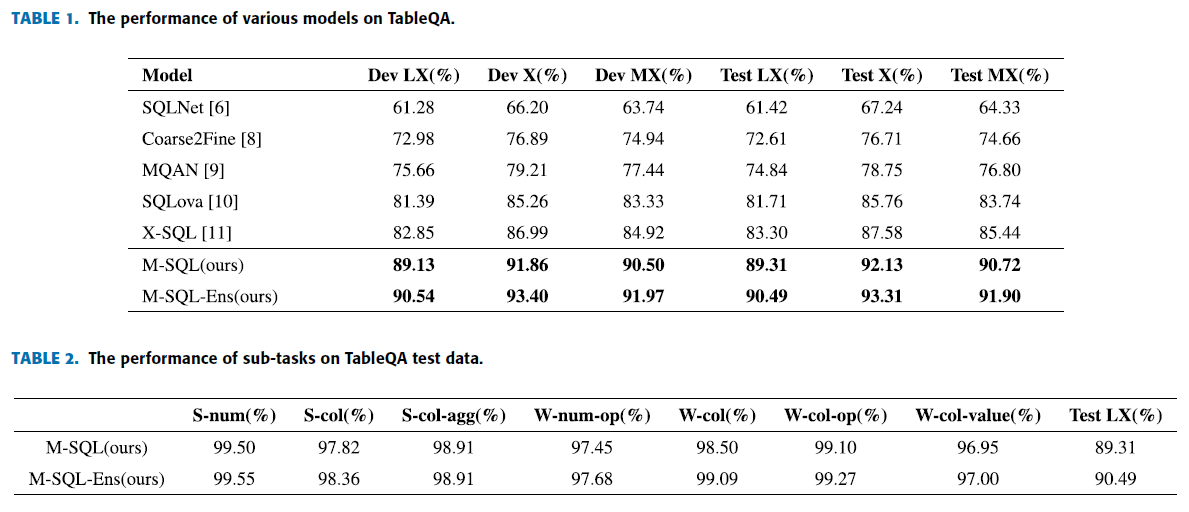 TABLE 1. The performance of various models on TableQA.
Model Dev LX(%) Dev X(%) Dev MX(%) Test LX(%) Test X(%) Test MX(%)
SQLNet [6] 61.28 66.20 63.74 61.42 67.24 64.33
Coarse2Fine [8] 72.98 76.89 74.94 72.61 76.71 74.66
MQAN [9] 75.66 79.21 77.44 74.84 78.75 76.80
SQLova [10] 81.39 85.26 83.33 81.71 85.76 83.74
X-SQL [11] 82.85 86.99 84.92 83.30 87.58 85.44
M-SQL(ours) 89.13 91.86 90.50 89.31 92.13 90.72
M-SQL-Ens(ours) 90.54 93.40 91.97 90.49 93.31 91.90
TABLE 2. The performance of sub-tasks on TableQA test data.
S-num(%) S-col(%) S-col-agg(%) W-num-op(%) W-col(%) W-col-op(%) W-col-value(%) Test LX(%)
M-SQL(ours) 99.50 97.82 98.91 97.45 98.50 99.10 96.95 89.31
M-SQL-Ens(ours) 99.55 98.36 98.91 97.68 99.09 99.27 97.00 90.49